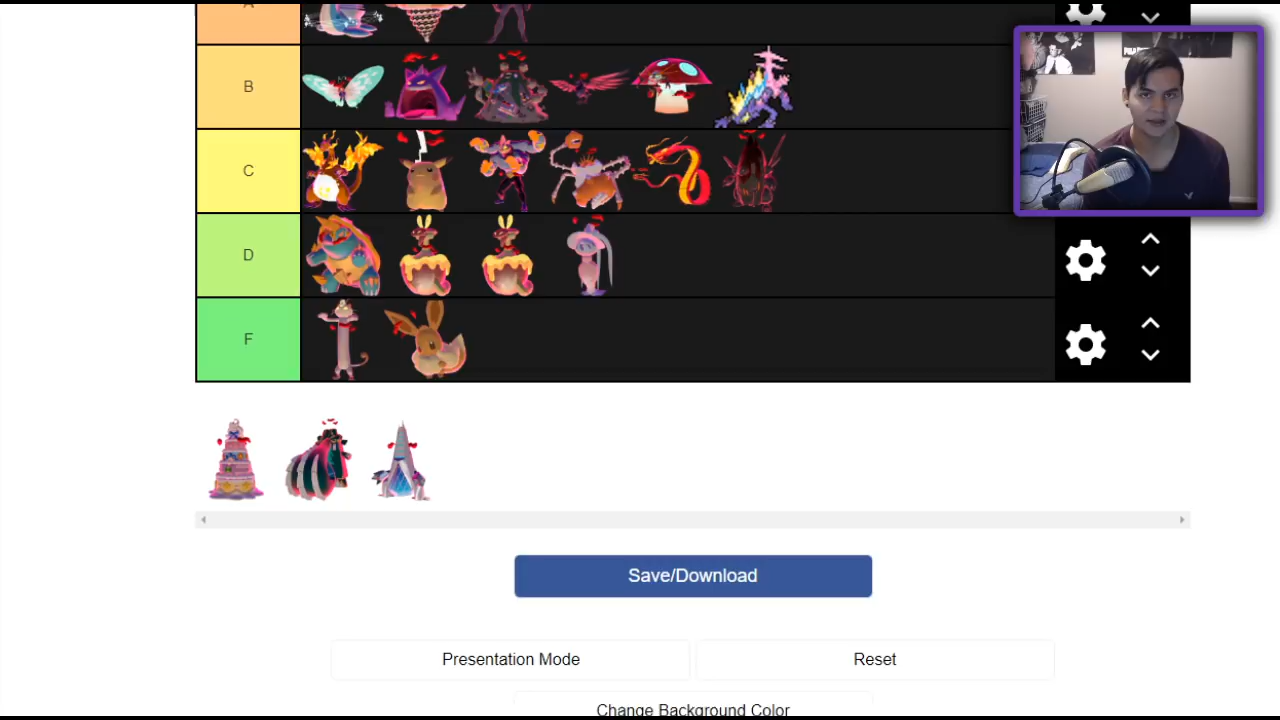 A
B
C
D
F
Save/Download
Presentation Mode
Reset
Change Background Color